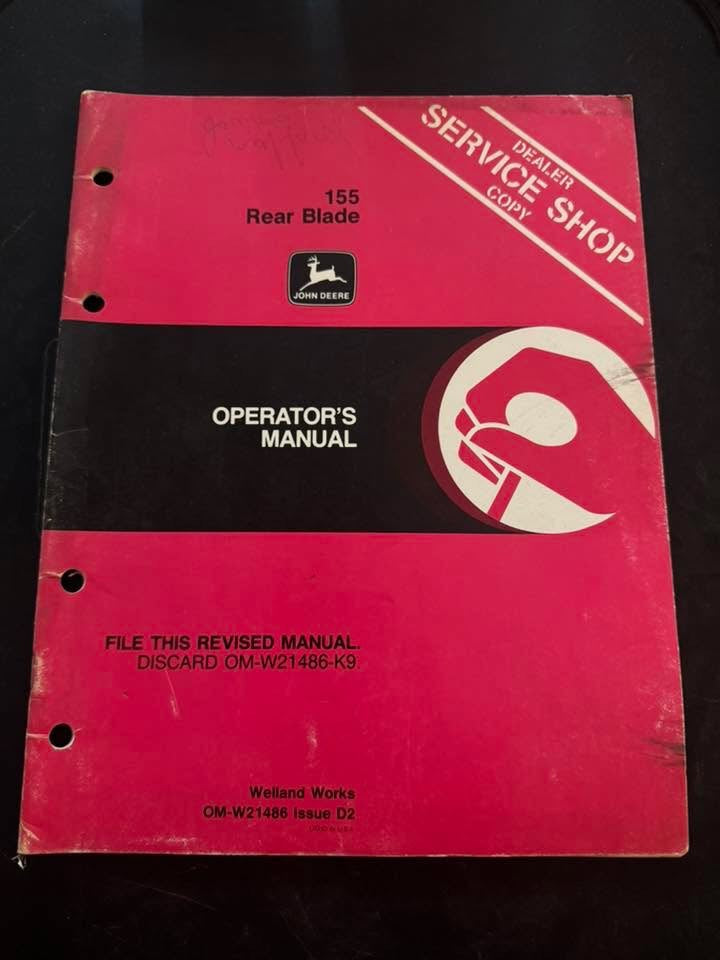 DEALER
SERVICE SHOP
COPY
155
Rear Blade
JOHN DEERE
OPERATOR'S
MANUAL
FILE THIS REVISED MANUAL.
DISCARD OM-W21486-K9.
Welland Works
OM-W21486 Issue D2